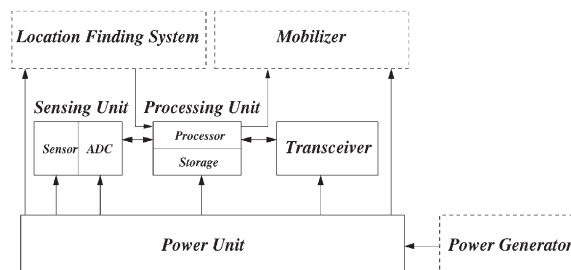 Location Finding System
Mobilizer
Sensing Unit
Processing Unit
Sensor
ADC
Processor
Storage
Transceiver
Power Unit
Power Generator